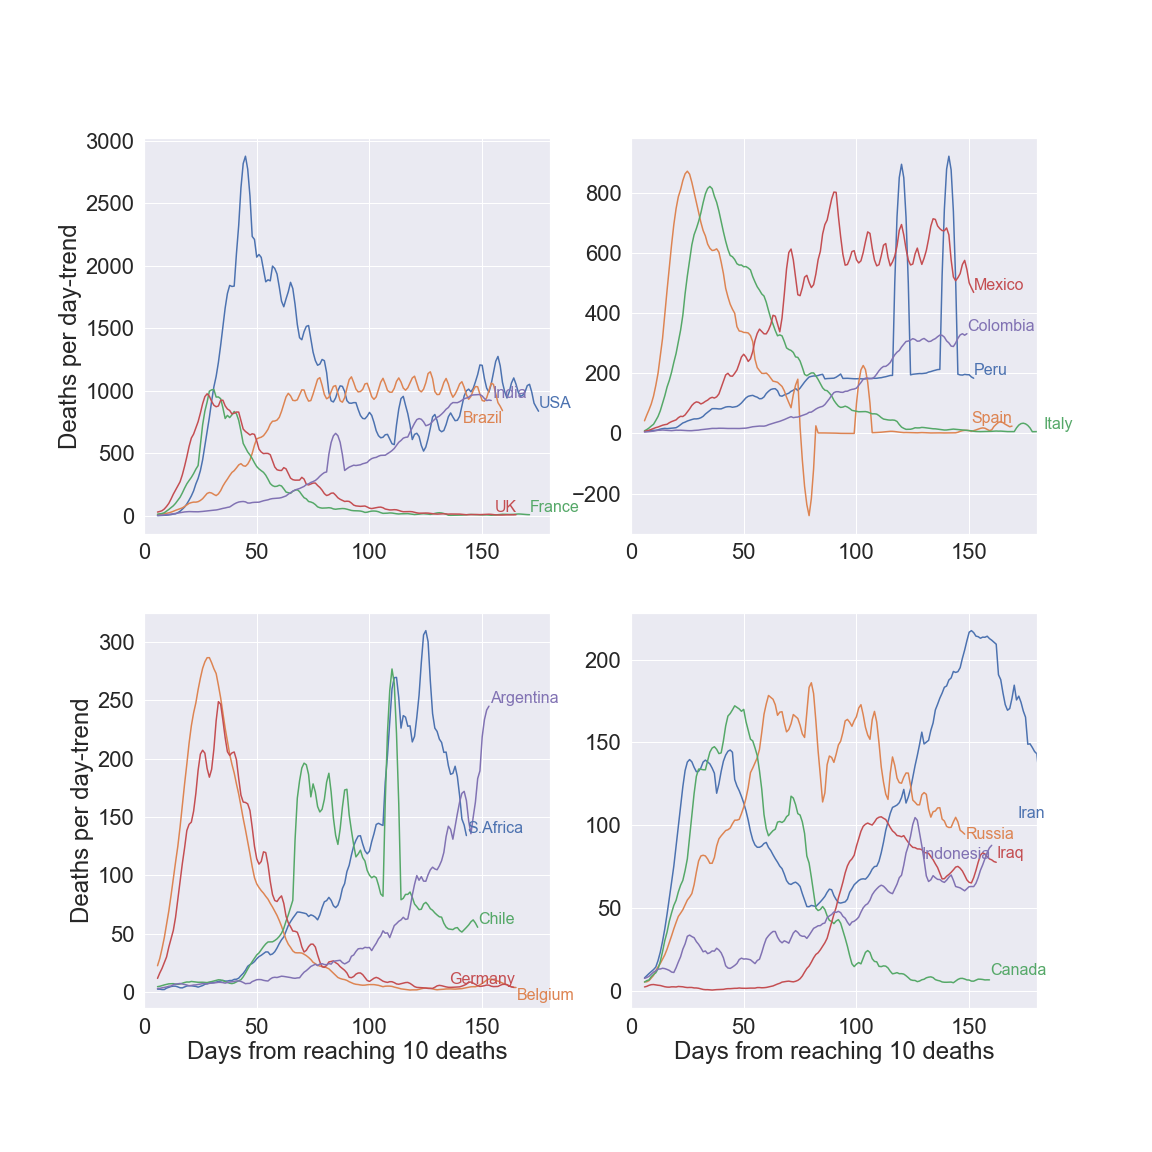 Deaths per day-trend
3000
2500
2000
1500
1000
500
0
0
50
100
150
India
USA
Brazil
UK
France
800
600
400
200
0
−200
0
50
100
150
Mexico
Colombia
Peru
Spain
Italy
Deaths per day-trend
300
250
200
150
100
50
0
0
50
100
150
Days from reaching 10 deaths
Argentina
S.Africa
Chile
Germany
Belgium
200
150
100
50
0
0
50
100
150
Days from reaching 10 deaths
Iran
Russia
Indonesia
Iraq
Canada